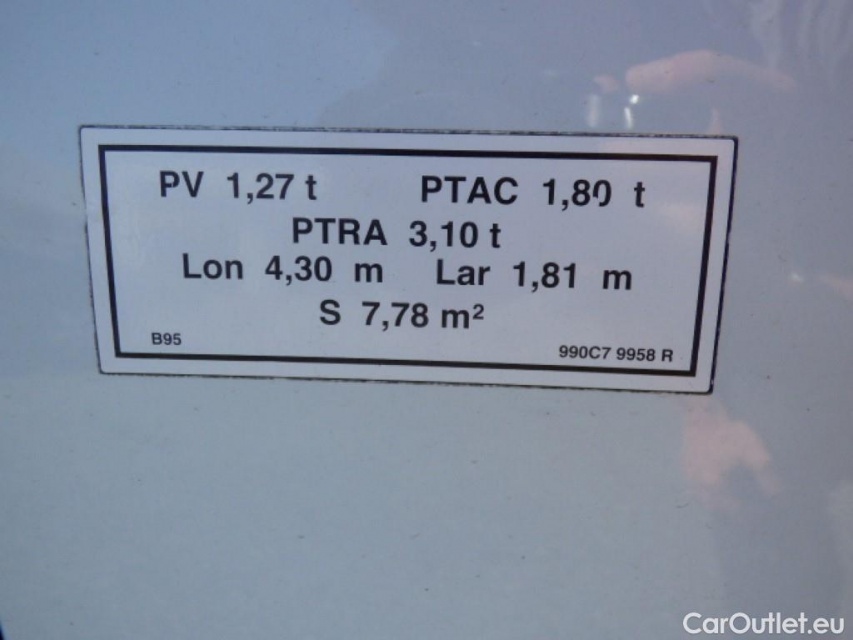 PV 1,27 t PTAC 1,80 t
PTRA 3,10 t
Lon 4,30 m Lar 1,81 m
S 7,78 m²
B95 990C7 9958 R
CarOutlet.eu